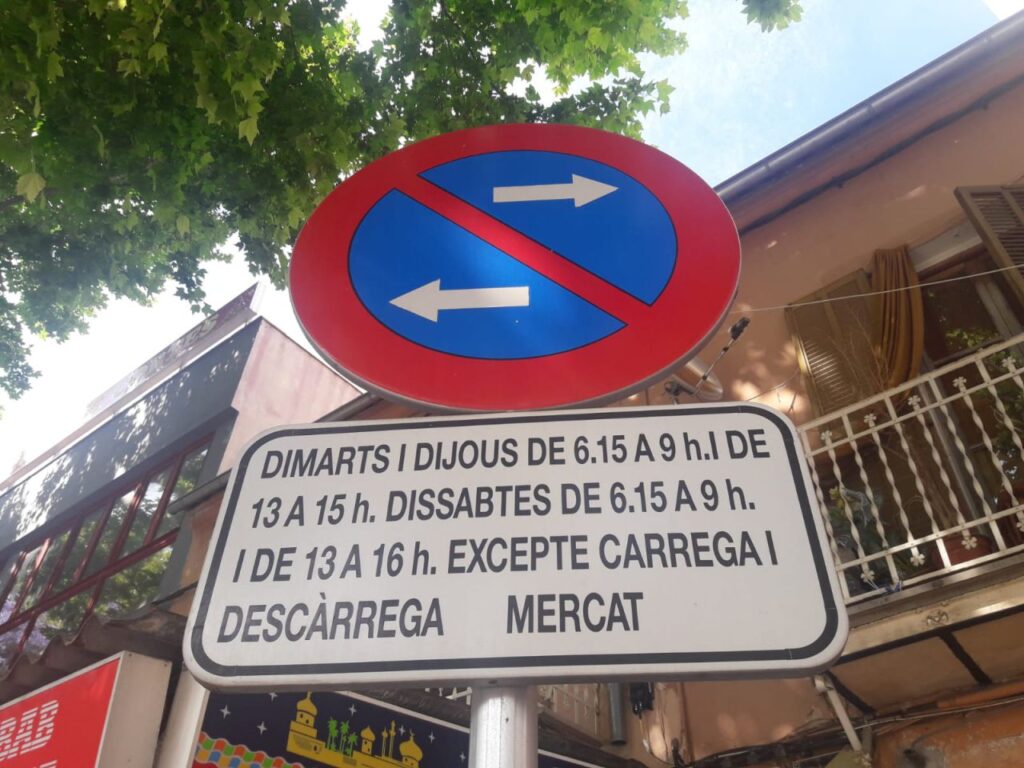 DIMARTS I DIJOUS DE 6.15 A 9 h.I DE
13 A 15 h. DISSABTES DE 6.15 A 9 h.
I DE 13 A 16 h. EXCEPTE CARREGA I
DESCÀRREGA MERCAT